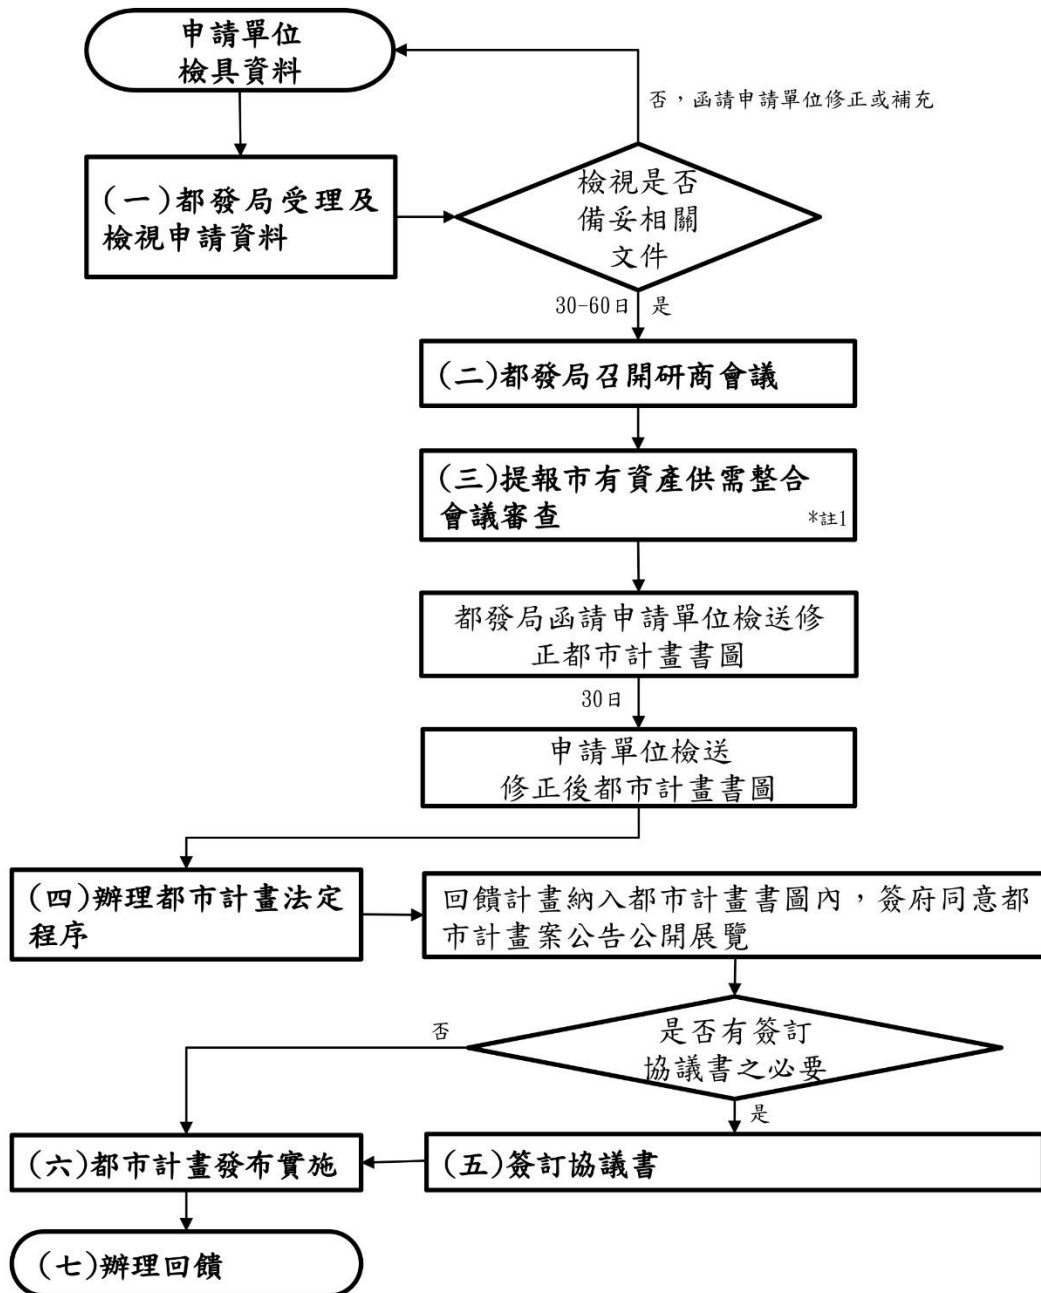 申請單位
檢具資料
否，函請申請單位修正或補充
(一)都發局受理及
檢視申請資料
檢視是否
備妥相關
文件
30-60日
是
(二)都發局召開研商會議
(三)提報市有資產供需整合
會議審查
*註1
都發局函請申請單位檢送修
正都市計畫書圖
30日
申請單位檢送
修正後都市計畫書圖
(四)辦理都市計畫法定
程序
回饋計畫納入都市計畫書圖內，簽府同意都
市計畫案公告公開展覽
否
是否有簽訂
協議書之必要
是
(六)都市計畫發布實施
(五)簽訂協議書
(七)辦理回饋